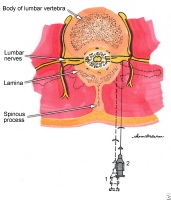 Body of lumbar vertebra
Lumbar
nerves
Lamina
Spinous
process
1
2